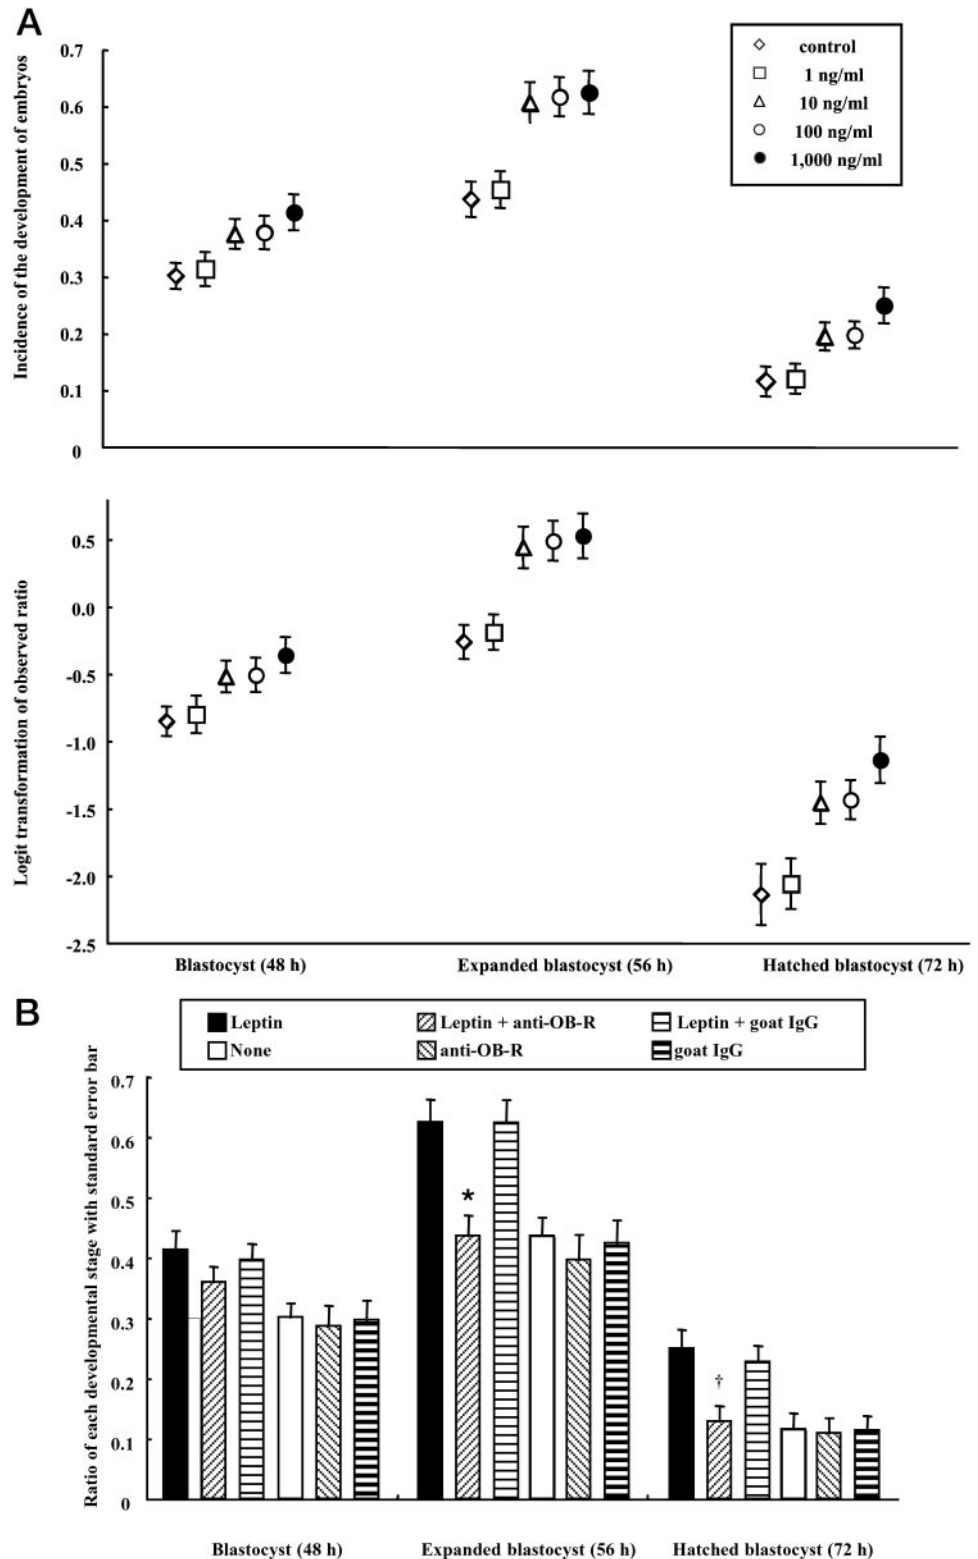 A
Incidence of the development of embryos
0.7
0.6
0.5
0.4
0.3
0.2
0.1
0
control
1 ng/ml
10 ng/ml
100 ng/ml
1,000 ng/ml
Logit transformation of observed ratio
0.5
0.0
-0.5
-1.0
-1.5
-2.0
-2.5
Blastocyst (48 h) Expanded blastocyst (56 h) Hatched blastocyst (72 h)
B
Leptin Leptin + anti-OB-R Leptin + goat IgG
None anti-OB-R goat IgG
Ratio of each developmental stage with standard error bar
0.7
0.6
0.5
0.4
0.3
0.2
0.1
0
*
†
Blastocyst (48 h) Expanded blastocyst (56 h) Hatched blastocyst (72 h)